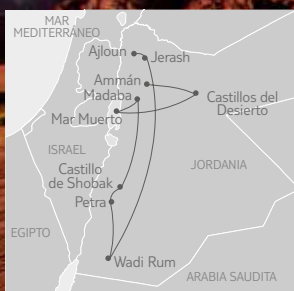 MAR
MEDITERRÁNEO
Ajloun
Jerash
Ammán
Madaba
Castillos del
Desierto
Mar Muerto
ISRAEL
JORDANIA
Castillo
de Shobak
Petra
EGIPTO
Wadi Rum
ARABIA SAUDITA